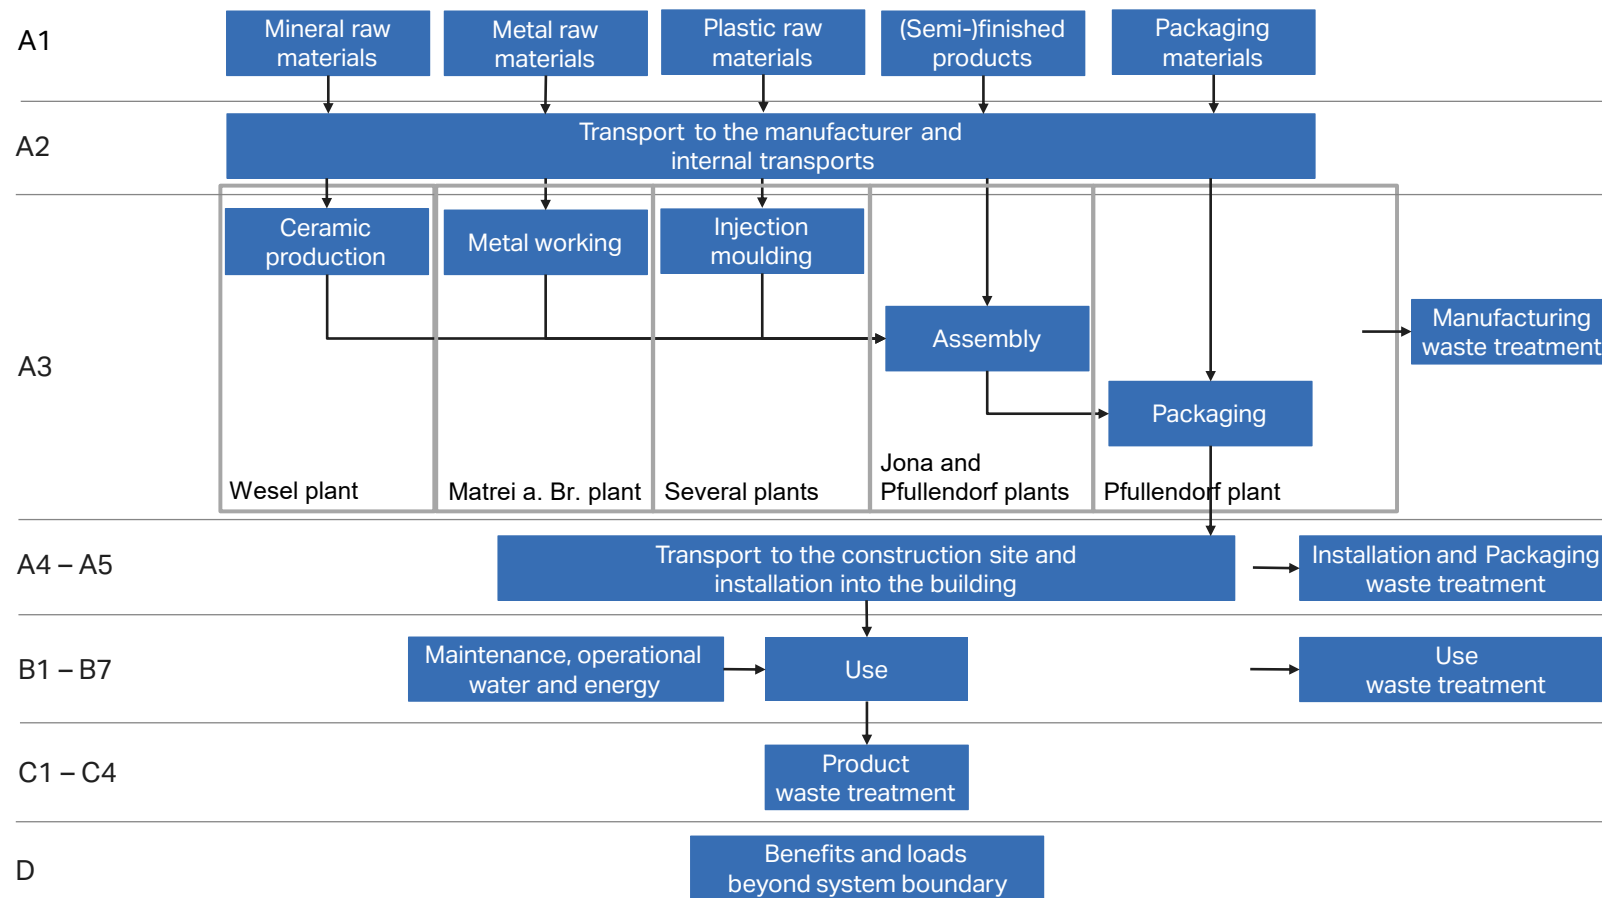 A1
Mineral raw
materials
Metal raw
materials
Plastic raw
materials
(Semi-)finished
products
Packaging
materials
A2
Transport to the manufacturer and
internal transports
A3
Ceramic
production
Metal working
Injection
moulding
Assembly
Packaging
Manufacturing
waste treatment
Wesel plant
Matrei a. Br. plant
Several plants
Jona and
Pfullendorf plants
Pfullendorf plant
A4 – A5
Transport to the construction site and
installation into the building
Installation and Packaging
waste treatment
B1 – B7
Maintenance, operational
water and energy
Use
Use
waste treatment
C1 – C4
Product
waste treatment
D
Benefits and loads
beyond system boundary